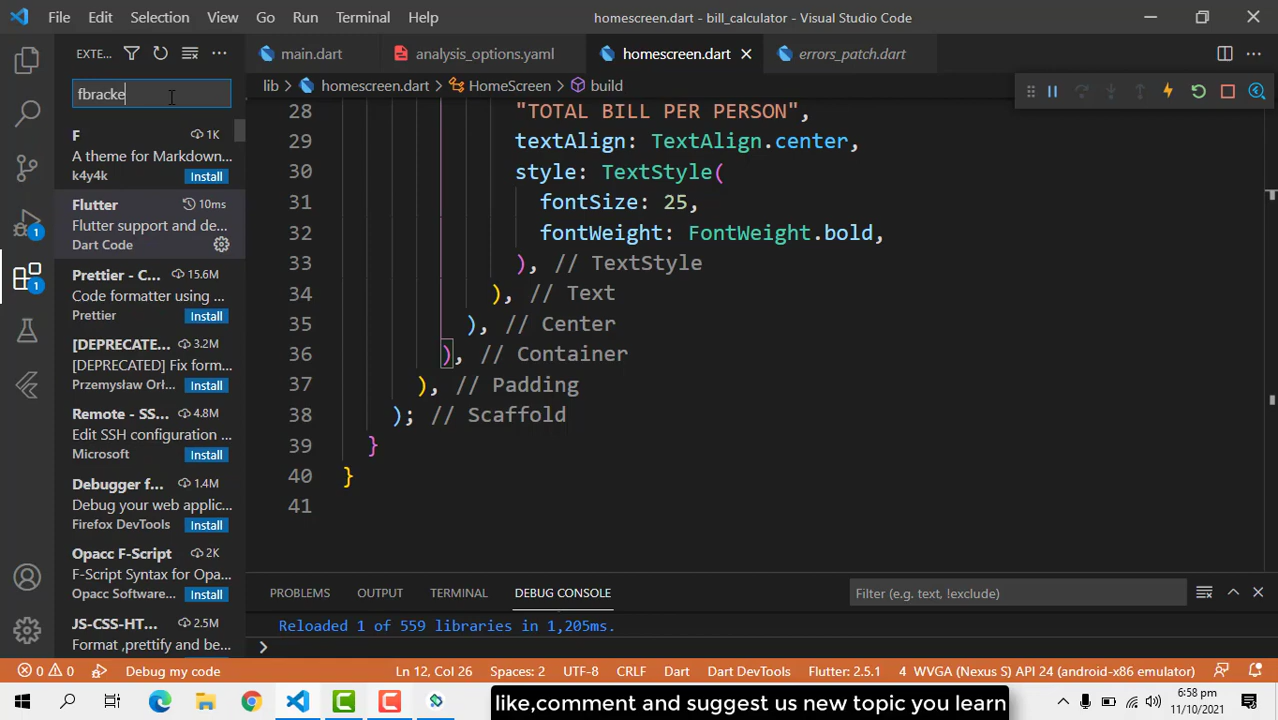 File Edit Selection View Go Run Terminal Help homescreen.dart - bill_calculator - Visual Studio Code
EXTE... main.dart analysis_options.yaml homescreen.dart errors_patch.dart
lib > homescreen.dart > HomeScreen > build
fbracke
F 1K
A theme for Markdown...
k4y4k Install
Flutter 10ms
Flutter support and de...
Dart Code
Prettier - C... 15.6M
Code formatter using ...
Prettier Install
[DEPRECATE... 3.2M
[DEPRECATED] Fix form...
Przemysław Orł... Install
Remote - SS... 4.8M
Edit SSH configuration ...
Microsoft Install
Debugger f... 1.4M
Debug your web applic...
Firefox DevTools Install
Opacc F-Script 2K
F-Script Syntax for Opa...
Opacc Software... Install
JS-CSS-HT... 2.5M
Format ,prettify and be...
28 "TOTAL BILL PER PERSON",
29 textAlign: TextAlign.center,
30 style: TextStyle(
31 fontSize: 25,
32 fontWeight: FontWeight.bold,
33 ), // TextStyle
34 ), // Text
35 ), // Center
36 ), // Container
37 ), // Padding
38 ); // Scaffold
39 }
40 }
41
PROBLEMS OUTPUT TERMINAL DEBUG CONSOLE Filter (e.g. text, !exclude)
Reloaded 1 of 559 libraries in 1,205ms.
>
1
1
0 0 Debug my code Ln 12, Col 26 Spaces: 2 UTF-8 CRLF Dart Dart DevTools Flutter: 2.5.1 4 WVGA (Nexus S) API 24 (android-x86 emulator)
like,comment and suggest us new topic you learn
6:58 pm
11/10/2021